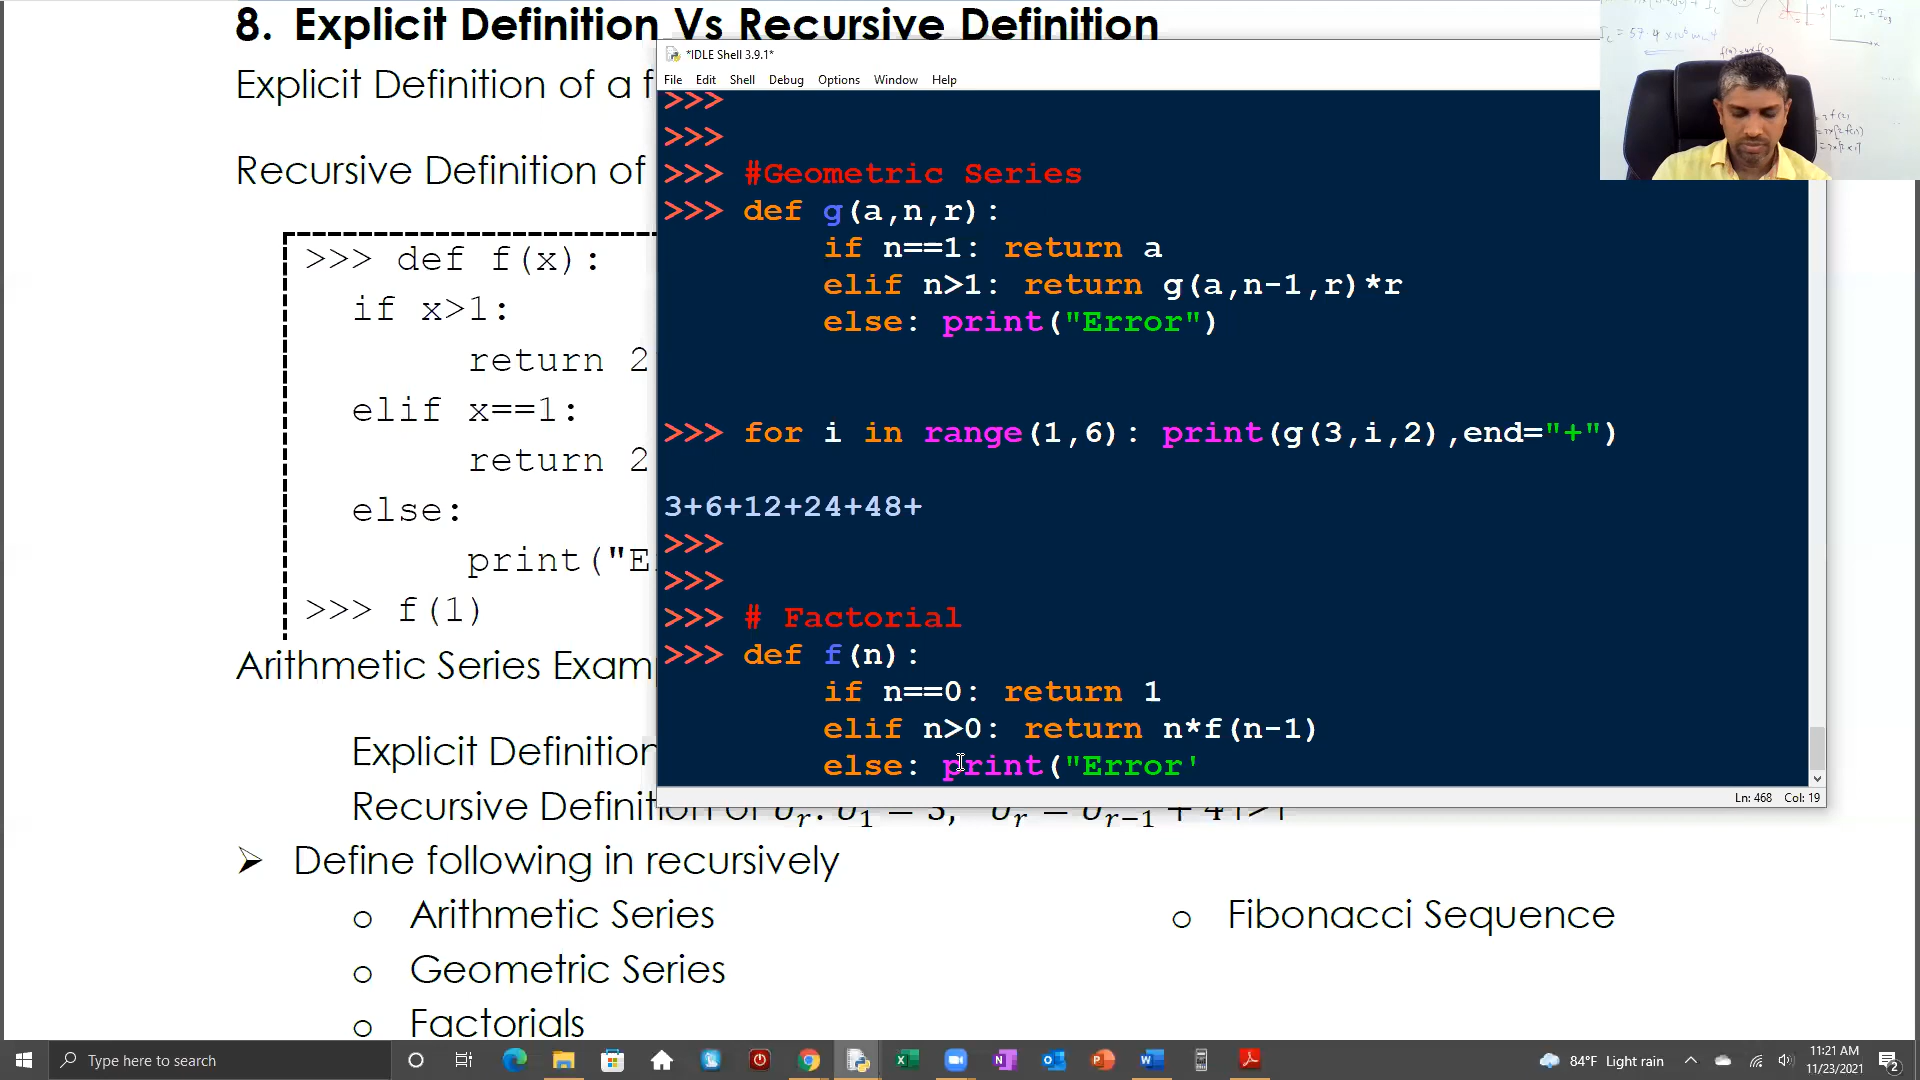 8. Explicit Definition Vs Recursive Definition
Explicit Definition of a f
Recursive Definition of
>>> def f(x):
if x>1:
return 2
elif x==1:
return 2
else:
print("E
>>> f(1)
Arithmetic Series Exam
Explicit Definition
Recursive Definition of
Define following in recursively
o Arithmetic Series
o Geometric Series
o Factorials
o Fibonacci Sequence
*IDLE Shell 3.9.1*
File Edit Shell Debug Options Window Help
>>>
>>>
>>> #Geometric Series
>>> def g(a,n,r):
if n==1: return a
elif n>1: return g(a,n-1,r)*r
else: print("Error")
>>> for i in range(1,6): print(g(3,i,2),end="+")
3+6+12+24+48+
>>>
>>>
>>> # Factorial
>>> def f(n):
if n==0: return 1
elif n>0: return n*f(n-1)
else: print("Error'
Ln: 468 Col: 19
Type here to search
84°F Light rain
11:21 AM
11/23/2021
2